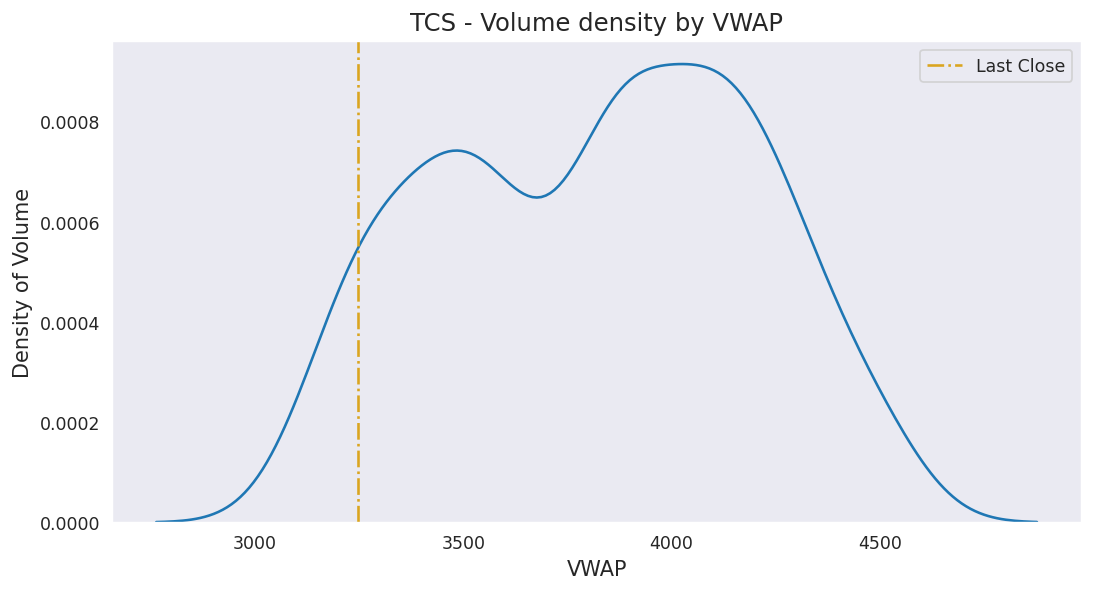 TCS - Volume density by VWAP
Last Close
Density of Volume
0.0008
0.0006
0.0004
0.0002
0.0000
3000
3500
4000
4500
VWAP